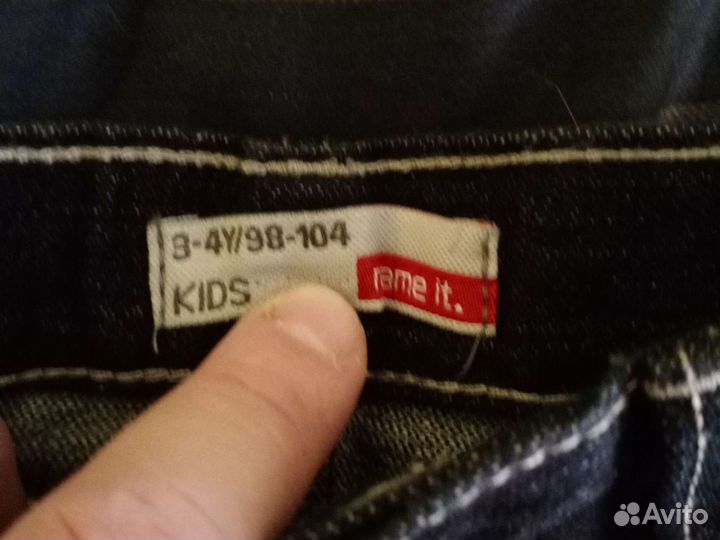 3-4Y/98-104
KIDS
name it.
Avito